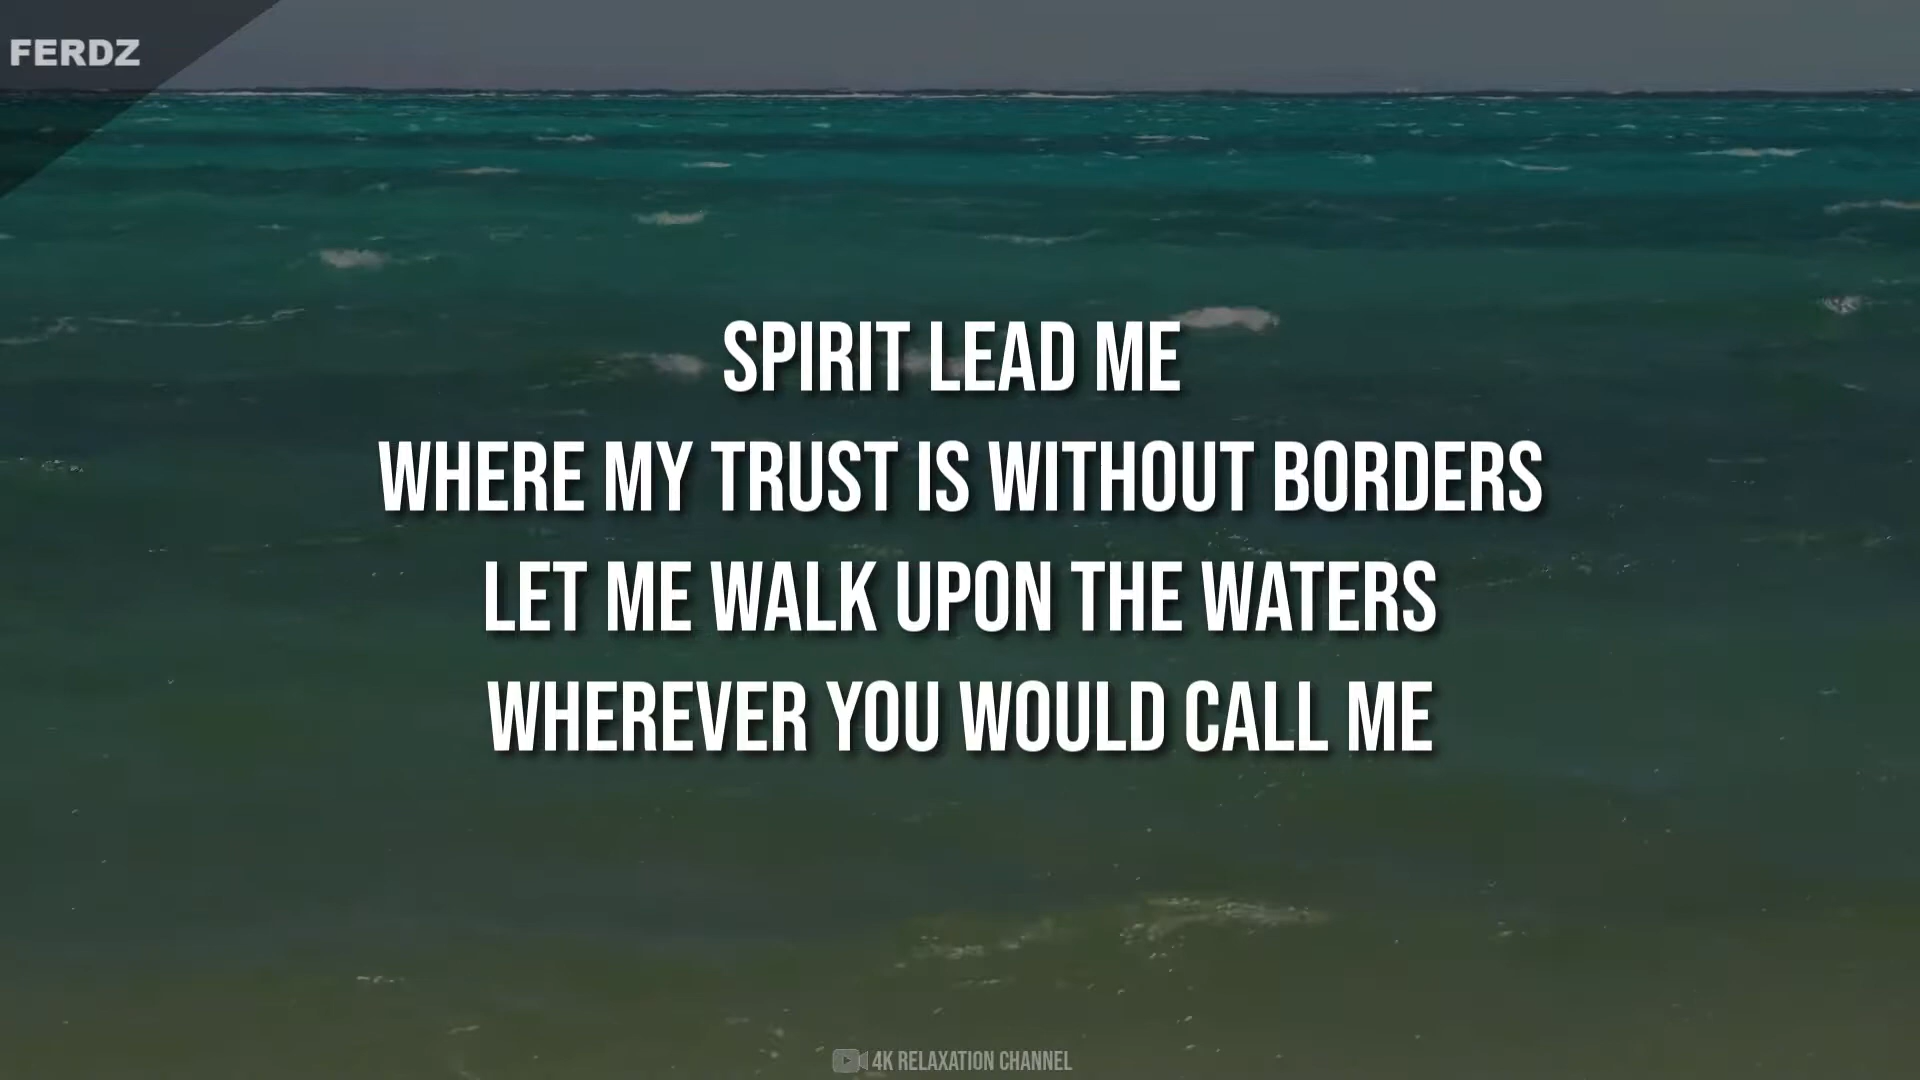 FERDZ
SPIRIT LEAD ME
WHERE MY TRUST IS WITHOUT BORDERS
LET ME WALK UPON THE WATERS
WHEREVER YOU WOULD CALL ME
4K RELAXATION CHANNEL